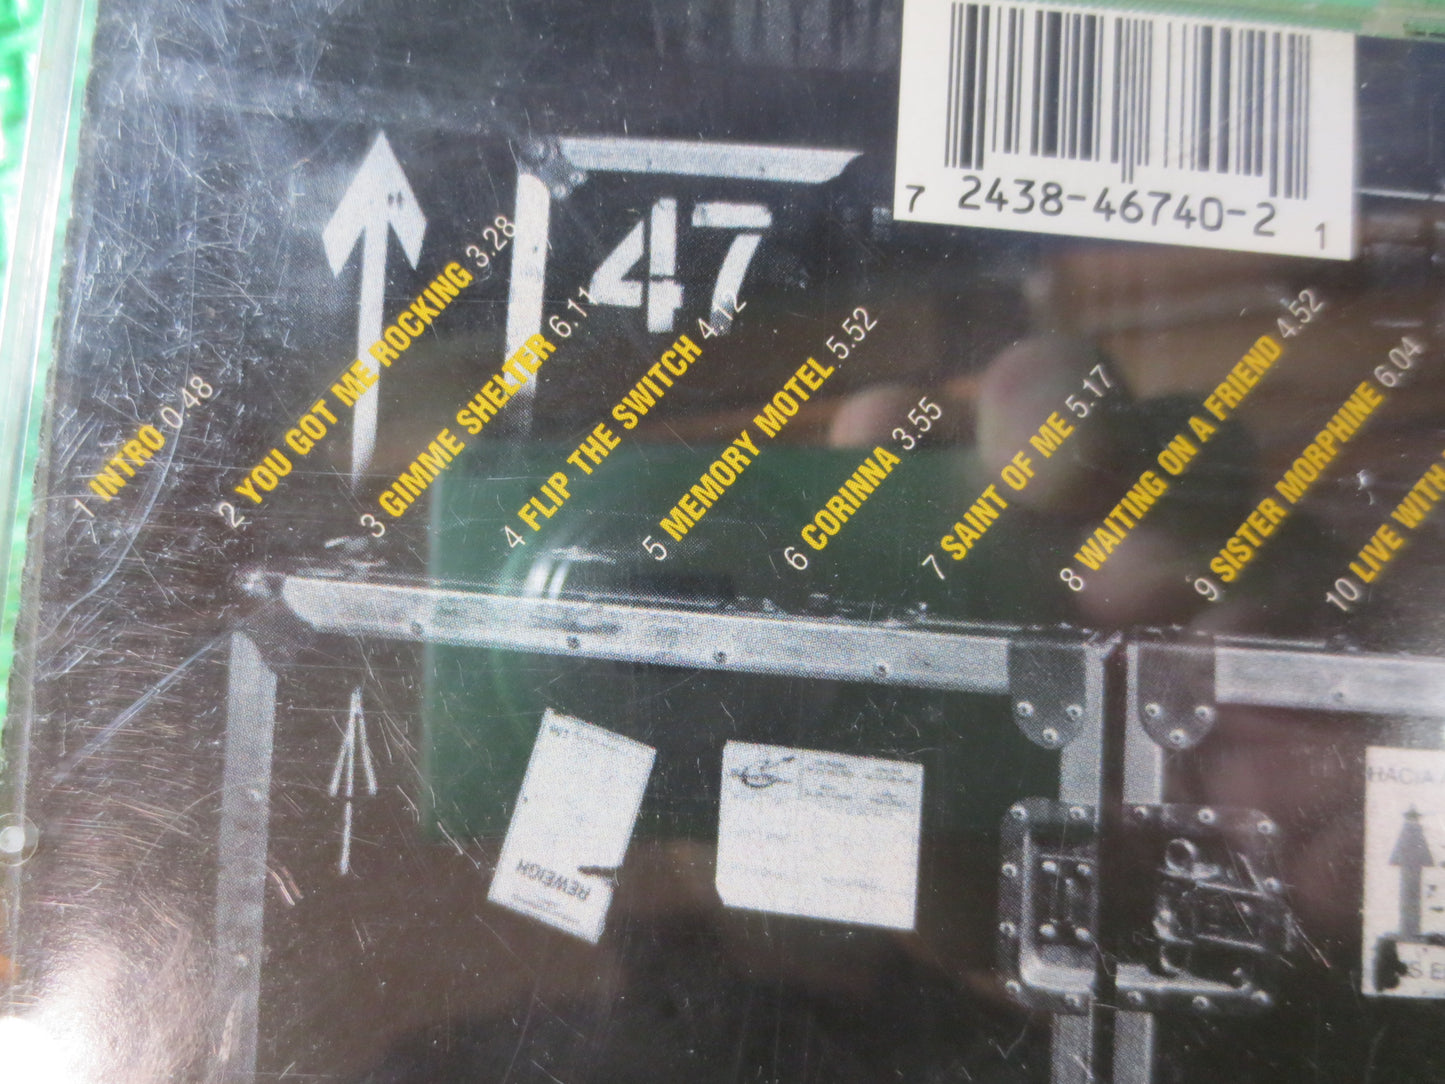 7 2438-46740-2 1
47
1 INTRO 0.48
2 YOU GOT ME ROCKING 3.28
3 GIMME SHELTER 6.11
4 FLIP THE SWITCH 4.12
5 MEMORY MOTEL 5.52
6 CORINNA 3.55
7 SAINT OF ME 5.17
8 WAITING ON A FRIEND 4.52
9 SISTER MORPHINE 6.04
10 LIVE WITH
REWEIGH
HACIA